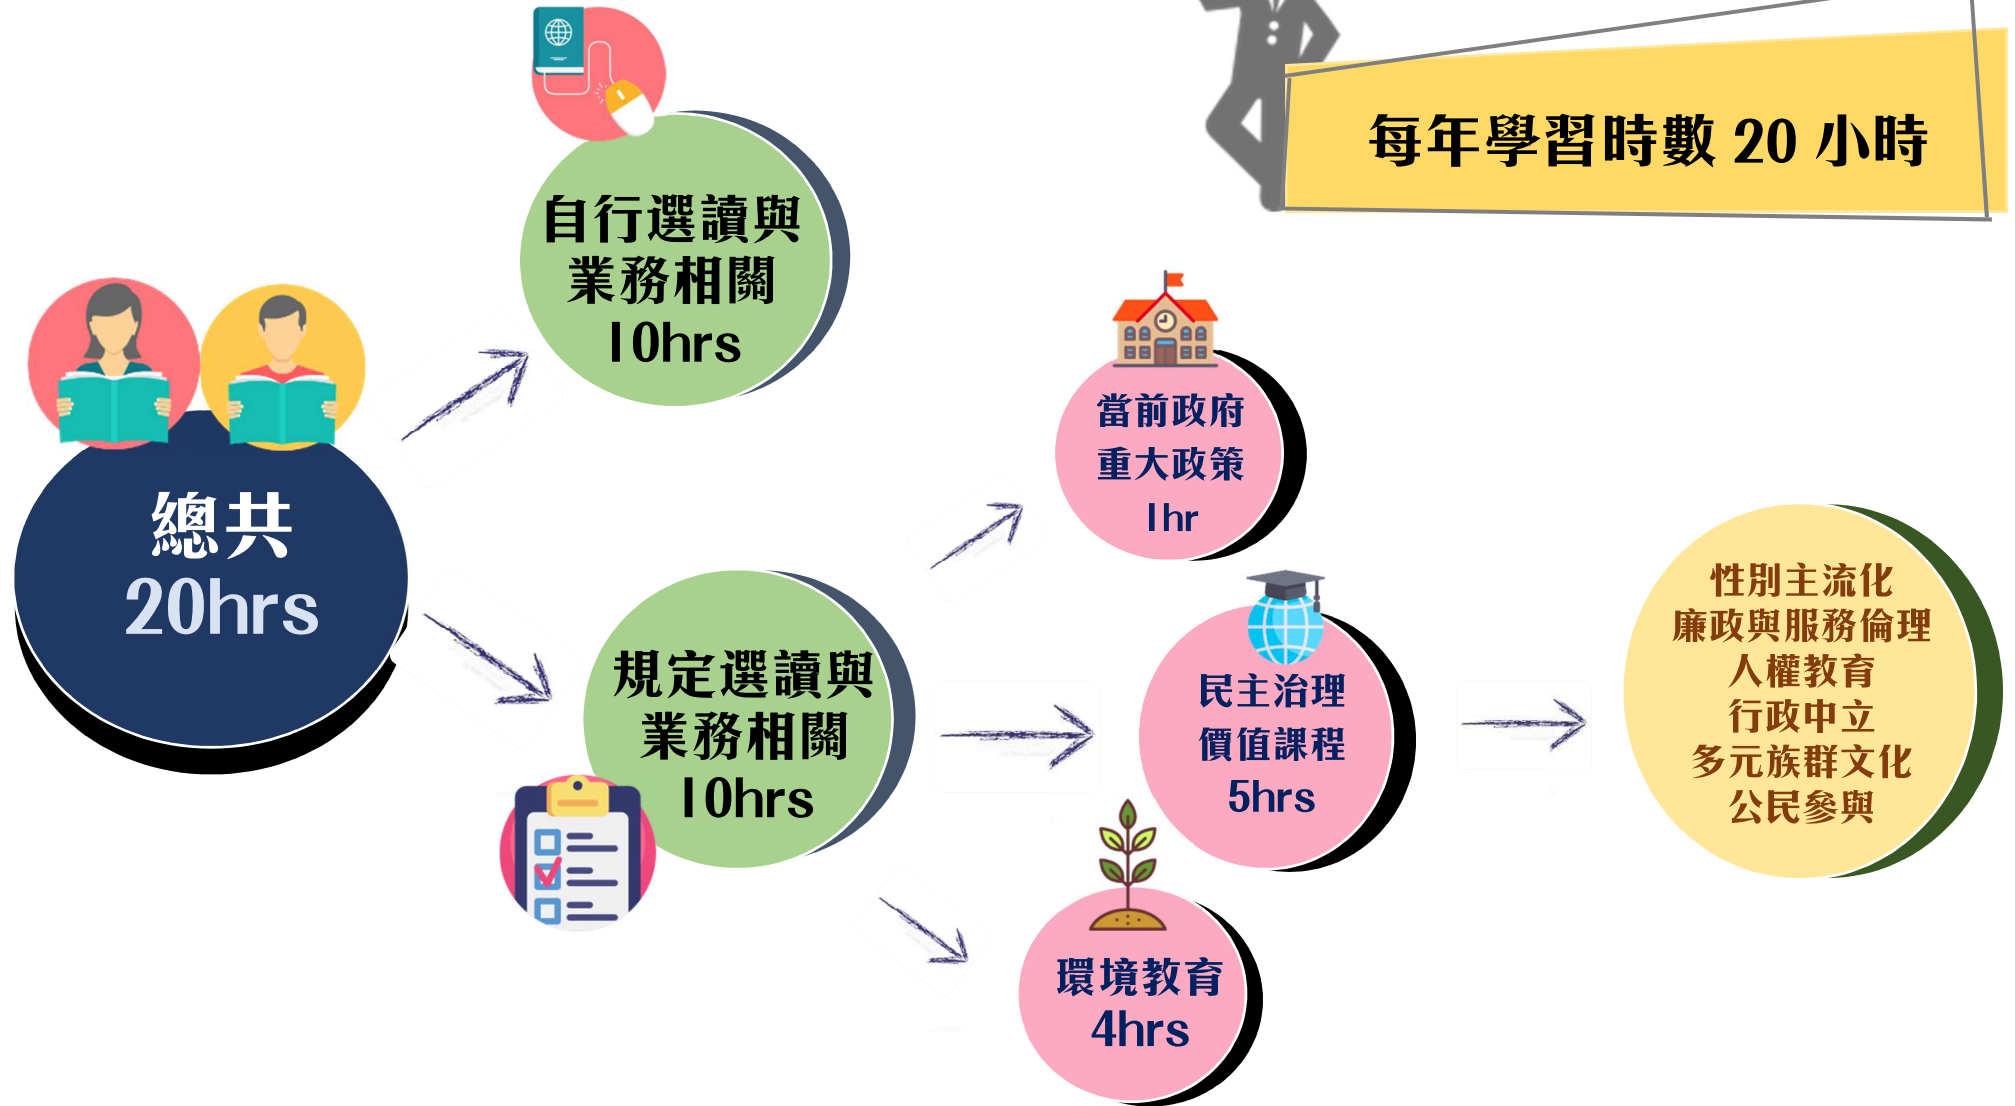 每年學習時數 20 小時
總共
20hrs
自行選讀與
業務相關
10hrs
規定選讀與
業務相關
10hrs
當前政府
重大政策
1hr
民主治理
價值課程
5hrs
環境教育
4hrs
性別主流化
廉政與服務倫理
人權教育
行政中立
多元族群文化
公民參與